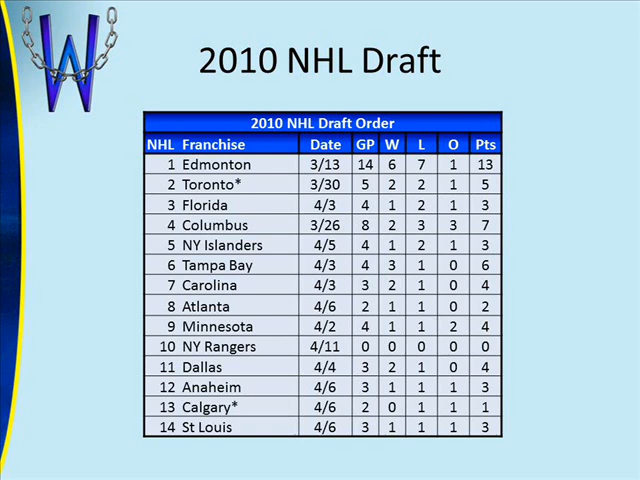 W
2010 NHL Draft
2010 NHL Draft Order
NHL Franchise Date GP W L O Pts
1 Edmonton 3/13 14 6 7 1 13
2 Toronto* 3/30 5 2 2 1 5
3 Florida 4/3 4 1 2 1 3
4 Columbus 3/26 8 2 3 3 7
5 NY Islanders 4/5 4 1 2 1 3
6 Tampa Bay 4/3 4 3 1 0 6
7 Carolina 4/3 3 2 1 0 4
8 Atlanta 4/6 2 1 1 0 2
9 Minnesota 4/2 4 1 1 2 4
10 NY Rangers 4/11 0 0 0 0 0
11 Dallas 4/4 3 2 1 0 4
12 Anaheim 4/6 3 1 1 1 3
13 Calgary* 4/6 2 0 1 1 1
14 St Louis 4/6 3 1 1 1 3